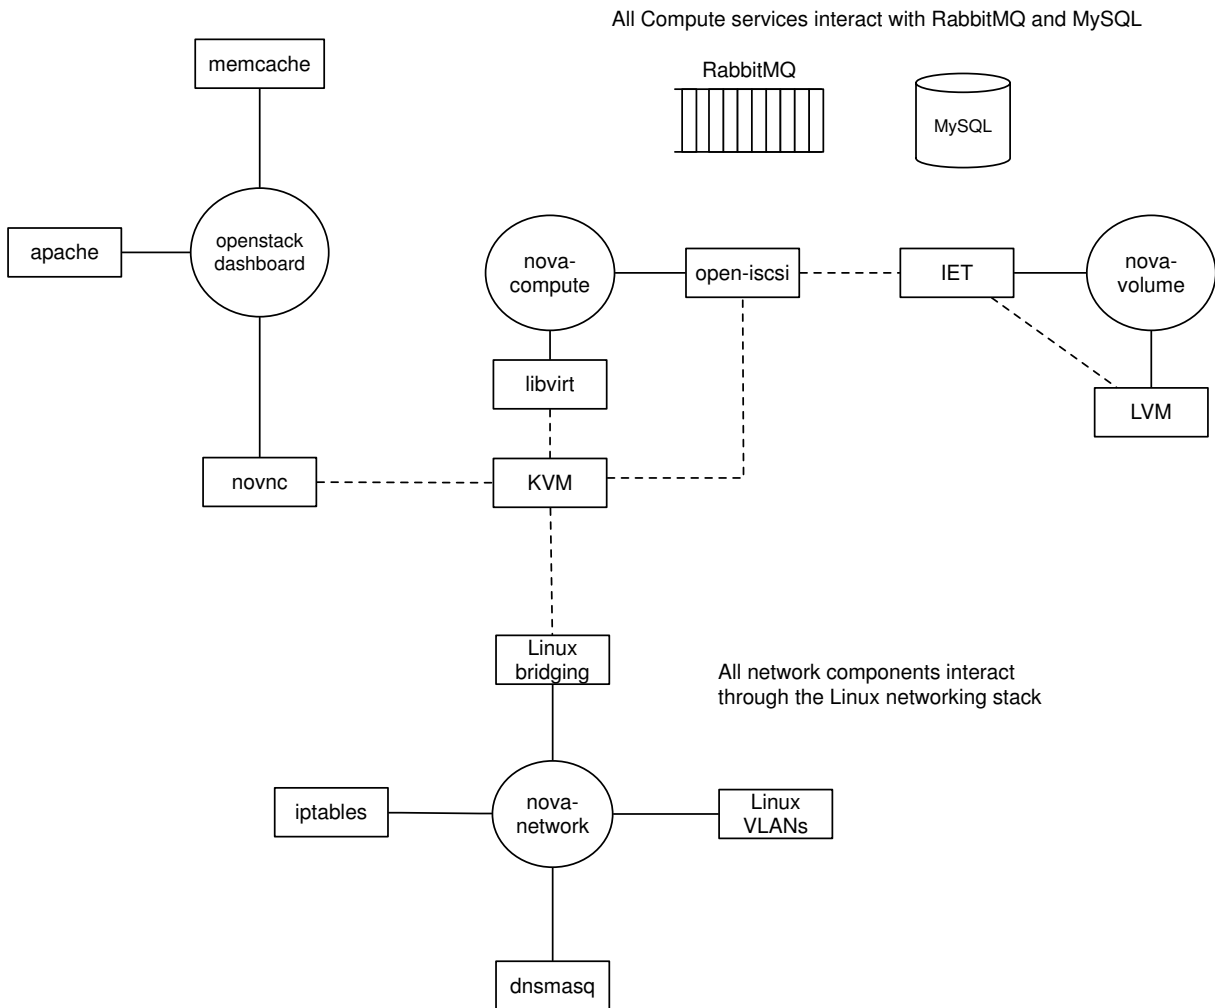 All Compute services interact with RabbitMQ and MySQL
memcache
RabbitMQ
MySQL
apache
openstack
dashboard
nova-
compute
open-iscsi
IET
nova-
volume
libvirt
LVM
novnc
KVM
Linux
bridging
All network components interact
through the Linux networking stack
iptables
nova-
network
Linux
VLANs
dnsmasq